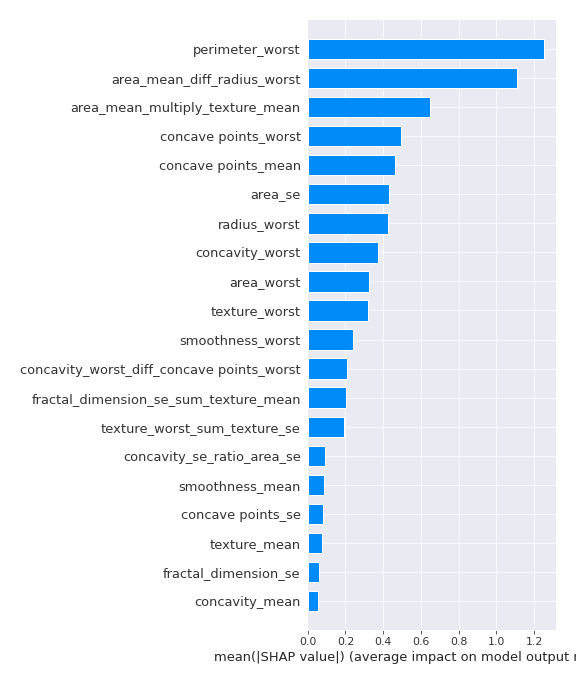 perimeter_worst
area_mean_diff_radius_worst
area_mean_multiply_texture_mean
concave points_worst
concave points_mean
area_se
radius_worst
concavity_worst
area_worst
texture_worst
smoothness_worst
concavity_worst_diff_concave points_worst
fractal_dimension_se_sum_texture_mean
texture_worst_sum_texture_se
concavity_se_ratio_area_se
smoothness_mean
concave points_se
texture_mean
fractal_dimension_se
concavity_mean
0.0 0.2 0.4 0.6 0.8 1.0 1.2
mean(|SHAP value|) (average impact on model output